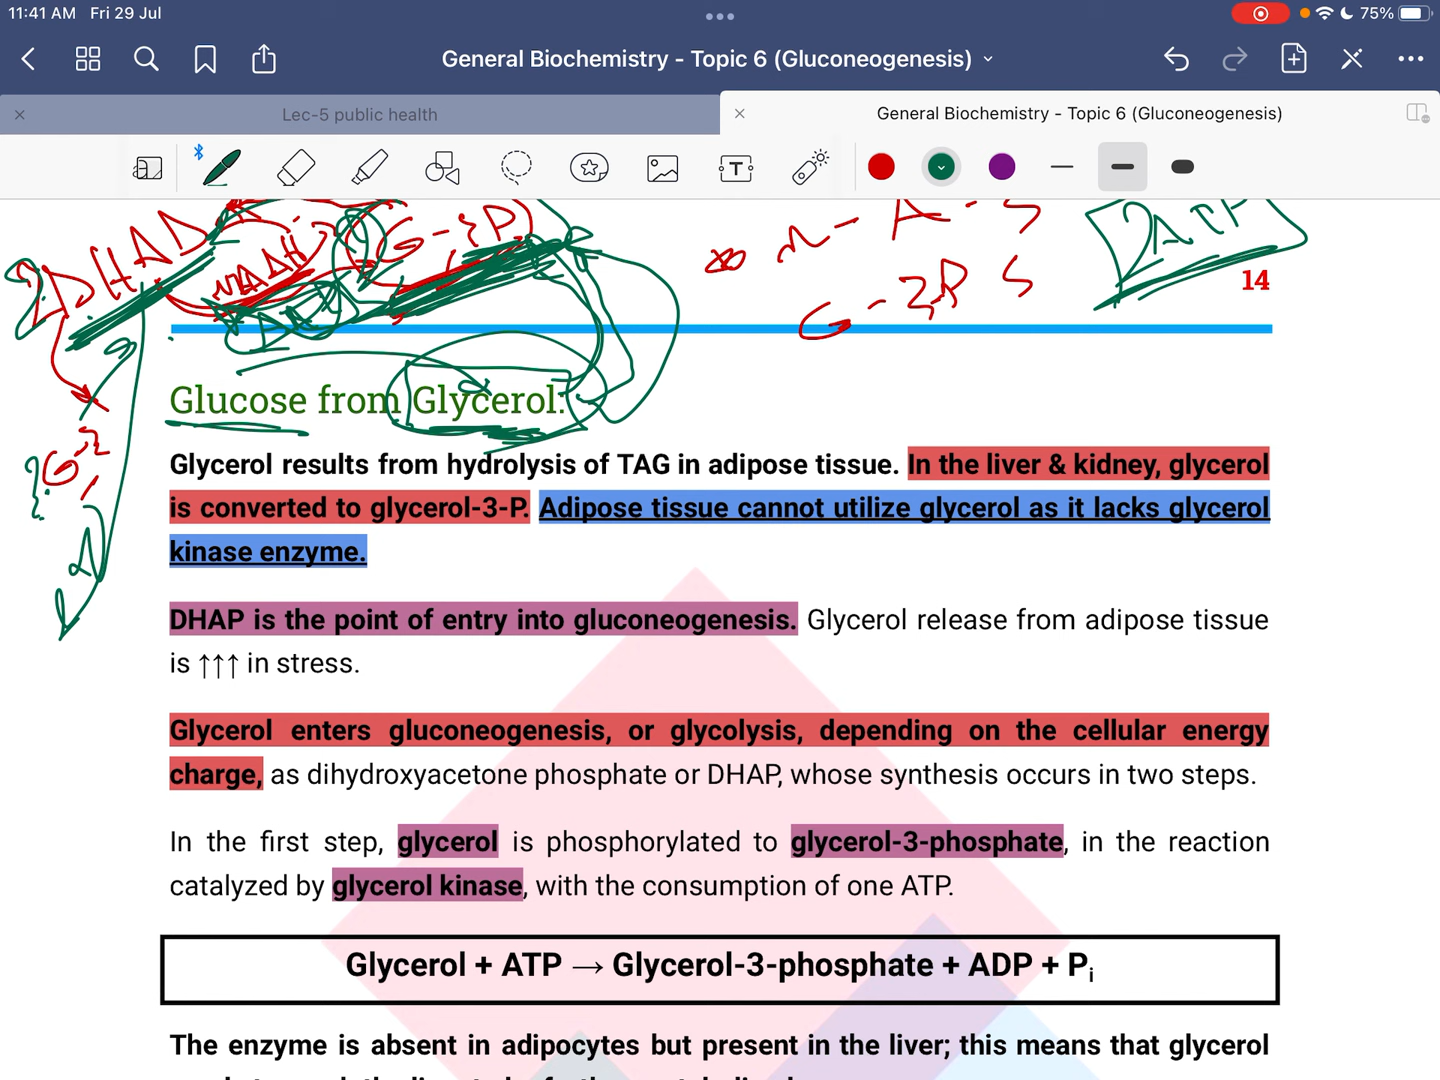 11:41 AM Fri 29 Jul
75%
General Biochemistry - Topic 6 (Gluconeogenesis)
Lec-5 public health
General Biochemistry - Topic 6 (Gluconeogenesis)
T
2ATP
14
Glucose from Glycerol:
Glycerol results from hydrolysis of TAG in adipose tissue. In the liver & kidney, glycerol
is converted to glycerol-3-P. Adipose tissue cannot utilize glycerol as it lacks glycerol
kinase enzyme.
DHAP is the point of entry into gluconeogenesis. Glycerol release from adipose tissue
is ↑↑↑ in stress.
Glycerol enters gluconeogenesis, or glycolysis, depending on the cellular energy
charge, as dihydroxyacetone phosphate or DHAP, whose synthesis occurs in two steps.
In the first step, glycerol is phosphorylated to glycerol-3-phosphate, in the reaction
catalyzed by glycerol kinase, with the consumption of one ATP.
Glycerol + ATP → Glycerol-3-phosphate + ADP + Pi
The enzyme is absent in adipocytes but present in the liver; this means that glycerol